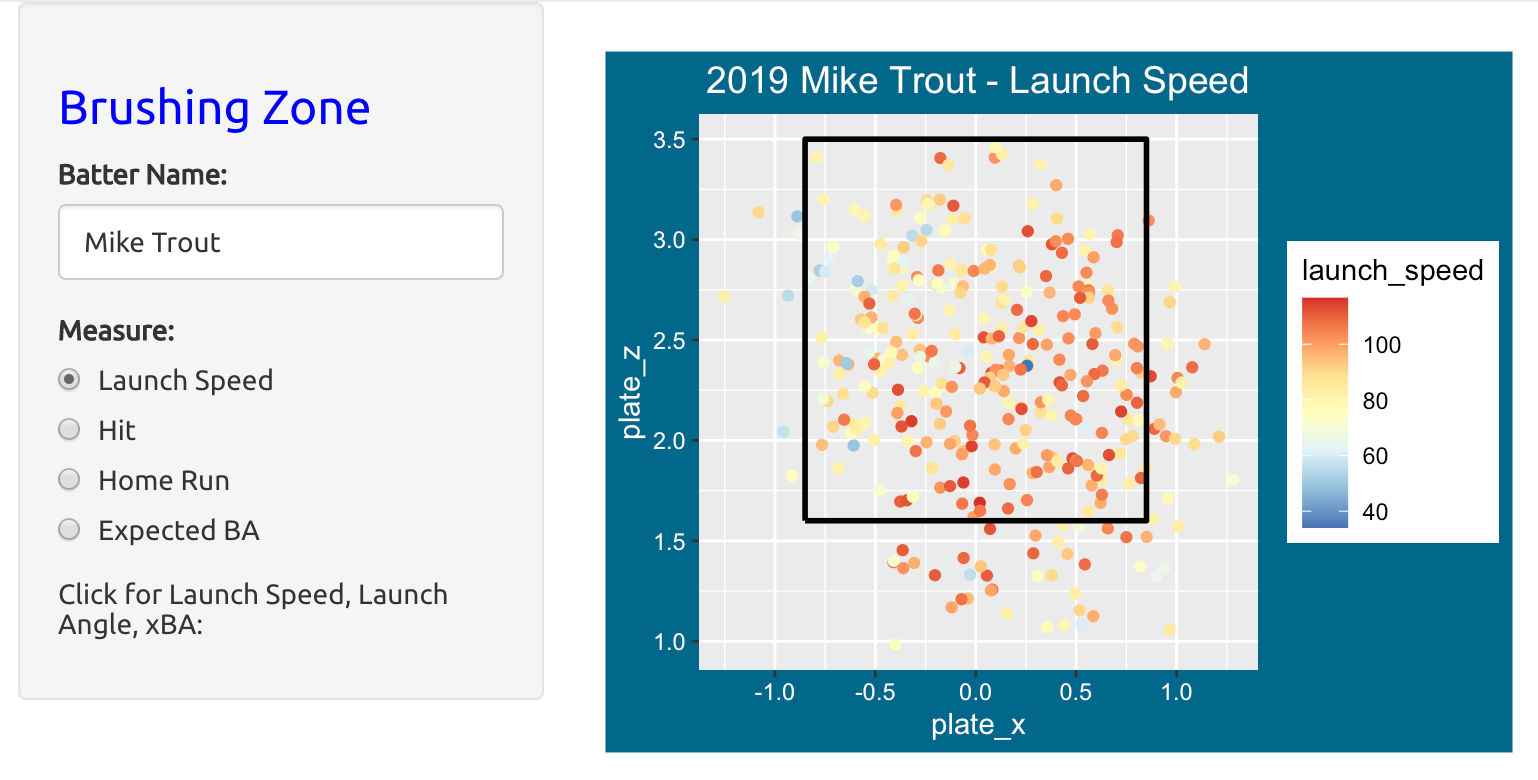 Brushing Zone
Batter Name:
Mike Trout
Measure:
Launch Speed
Hit
Home Run
Expected BA
Click for Launch Speed, Launch
Angle, xBA:
2019 Mike Trout - Launch Speed
3.5
3.0
2.5
2.0
1.5
1.0
plate_z
-1.0 -0.5 0.0 0.5 1.0
plate_x
launch_speed
100
80
60
40